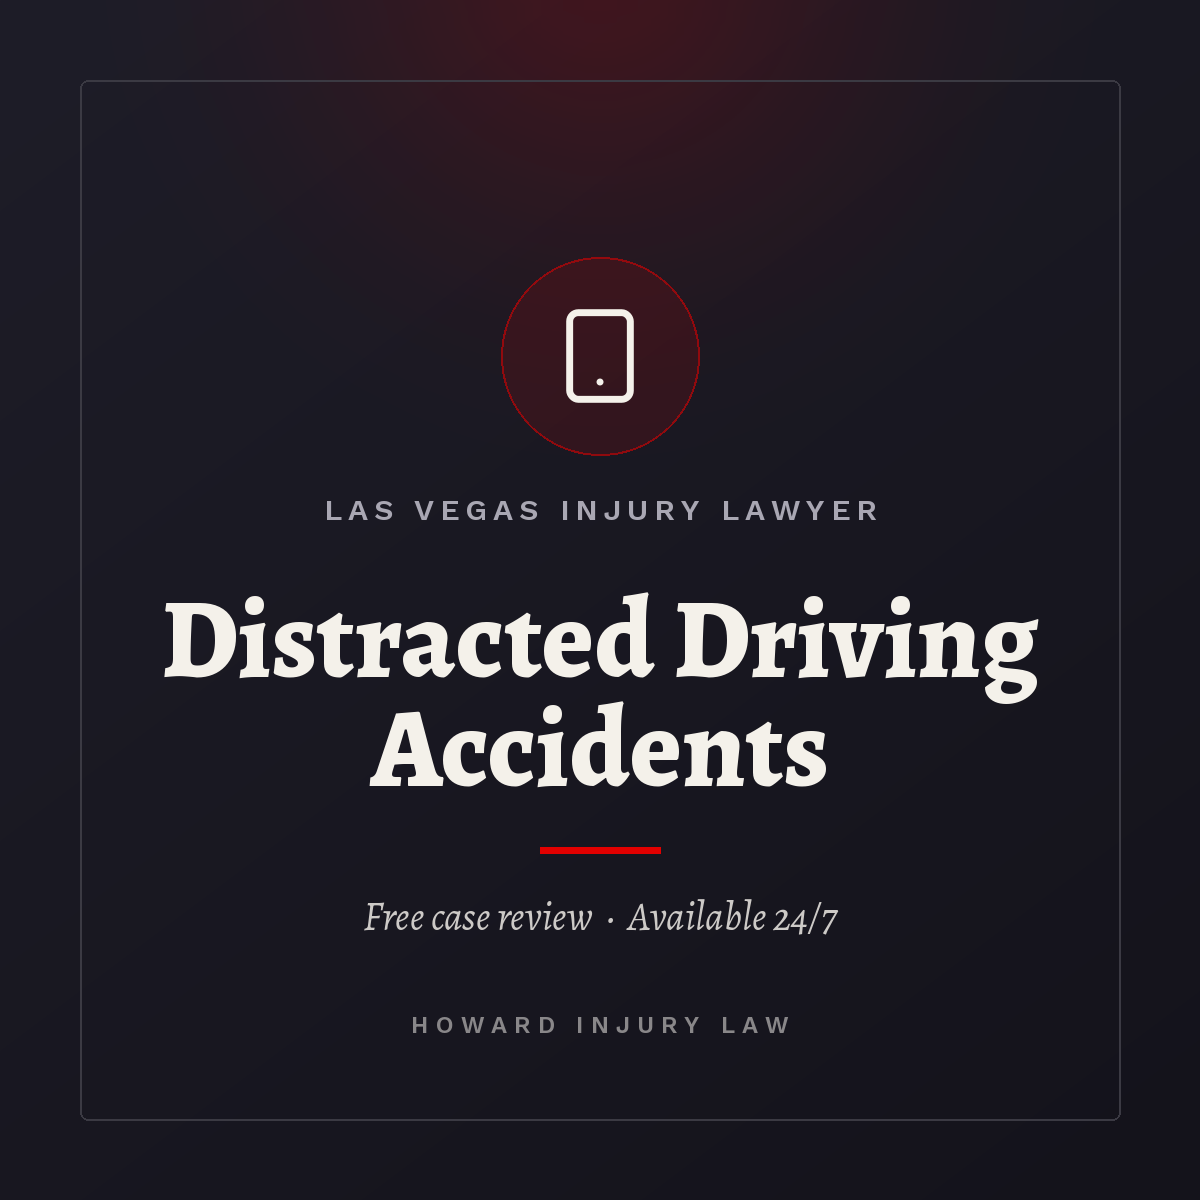 LAS VEGAS INJURY LAWYER
Distracted Driving
Accidents
Free case review · Available 24/7
HOWARD INJURY LAW